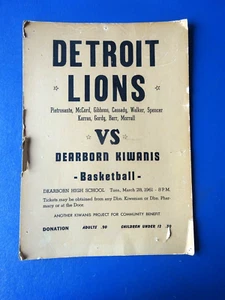 DETROIT
LIONS
Pietrosante, McCord, Gibbons, Cassady, Walker, Spencer
Karras, Gordy, Barr, Morrall
VS
DEARBORN KIWANIS
- Basketball -
DEARBORN HIGH SCHOOL Tues, March 28, 1961 - 8 P.M.
Tickets may be obtained from any Dbn. Kiwanian or Dbn. Phar-
macy or at the Door.
ANOTHER KIWANIS PROJECT FOR COMMUNITY BENEFIT
DONATION ADULTS .50 CHILDREN UNDER 12